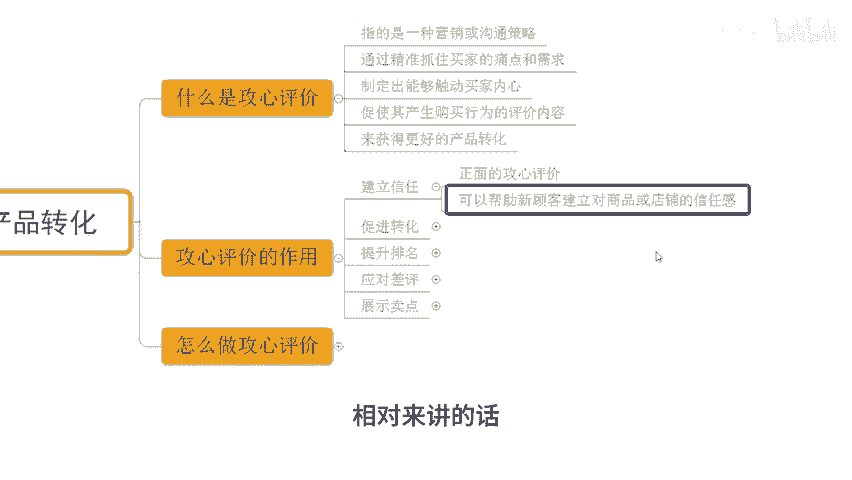 指的是一种营销或沟通策略
通过精准抓住买家的痛点和需求
什么是攻心评价
制定出能够触动买家内心
促使其产生购买行为的评价内容
来获得更好的产品转化
正面的攻心评价
建立信任
可以帮助新顾客建立对商品或店铺的信任感
产品转化
促进转化
攻心评价的作用
提升排名
应对差评
展示卖点
怎么做攻心评价
相对来讲的话